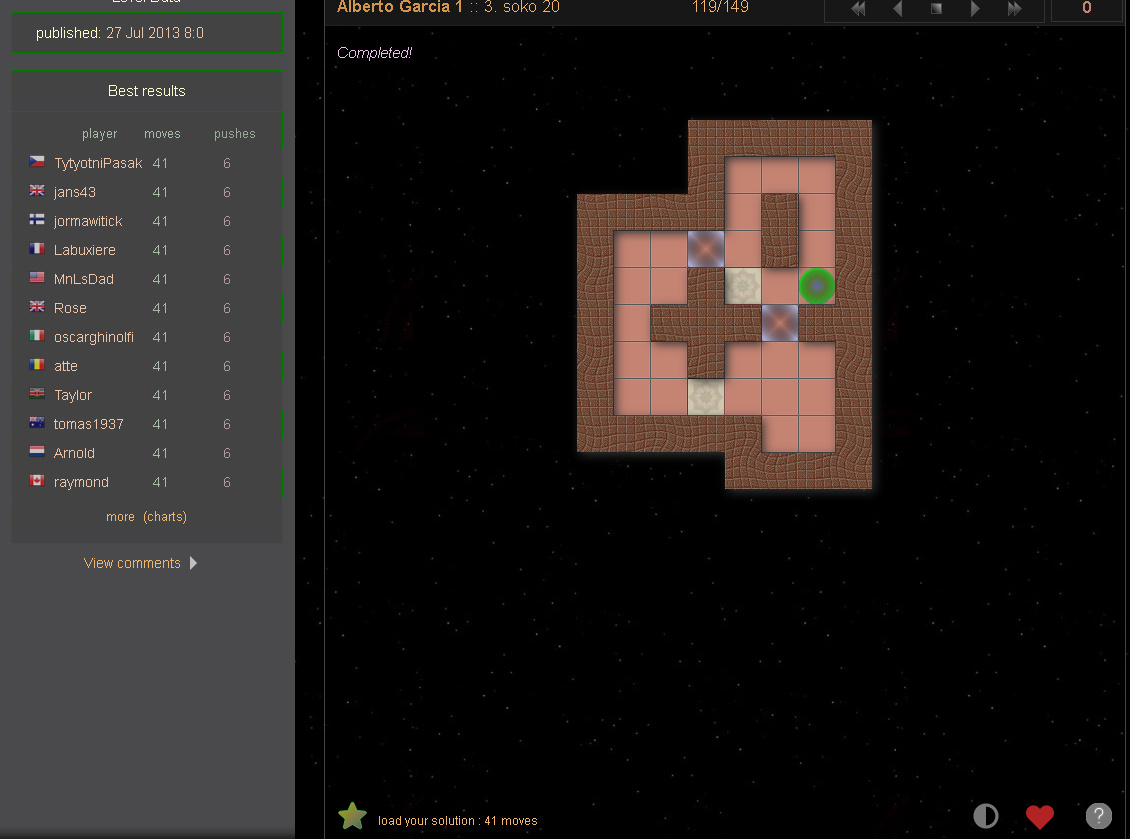 Level Data
published: 27 Jul 2013 8:0
Best results
player moves pushes
TytyotniPasak 41 6
jans43 41 6
jormawitick 41 6
Labuxiere 41 6
MnLsDad 41 6
Rose 41 6
oscarghinolfi 41 6
atte 41 6
Taylor 41 6
tomas1937 41 6
Arnold 41 6
raymond 41 6
more (charts)
View comments
Alberto Garcia 1 :: 3. soko 20 119/149 0
Completed!
load your solution : 41 moves
?